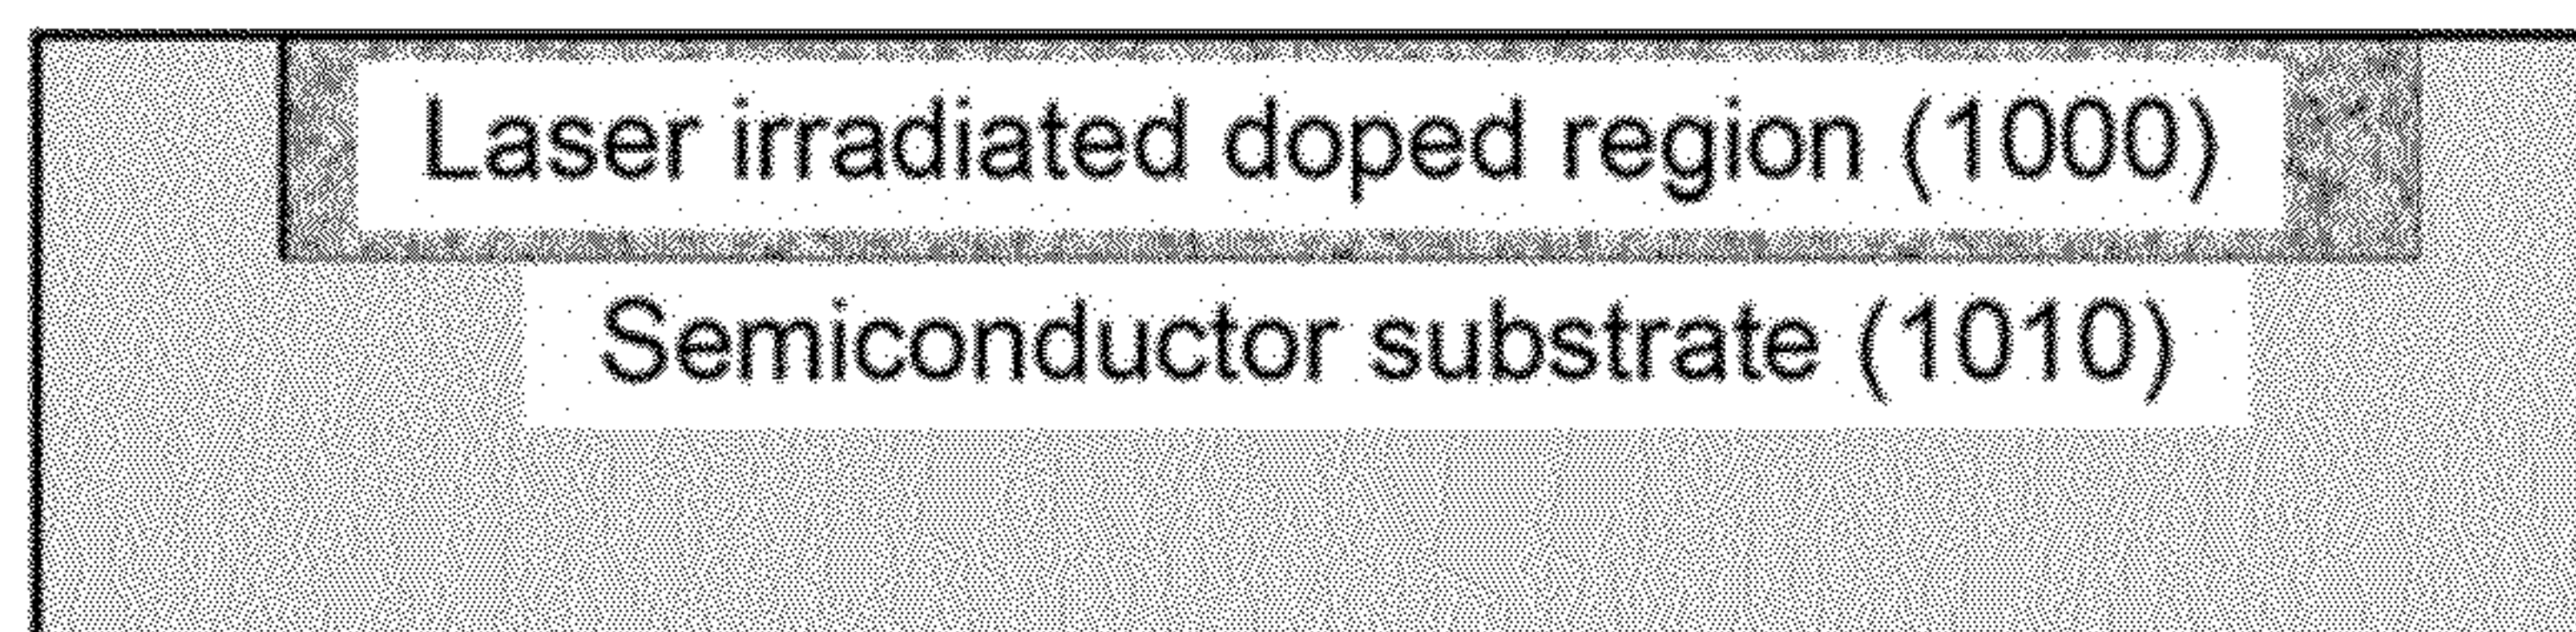 Laser irradiated doped region (1000)
Semiconductor substrate (1010)